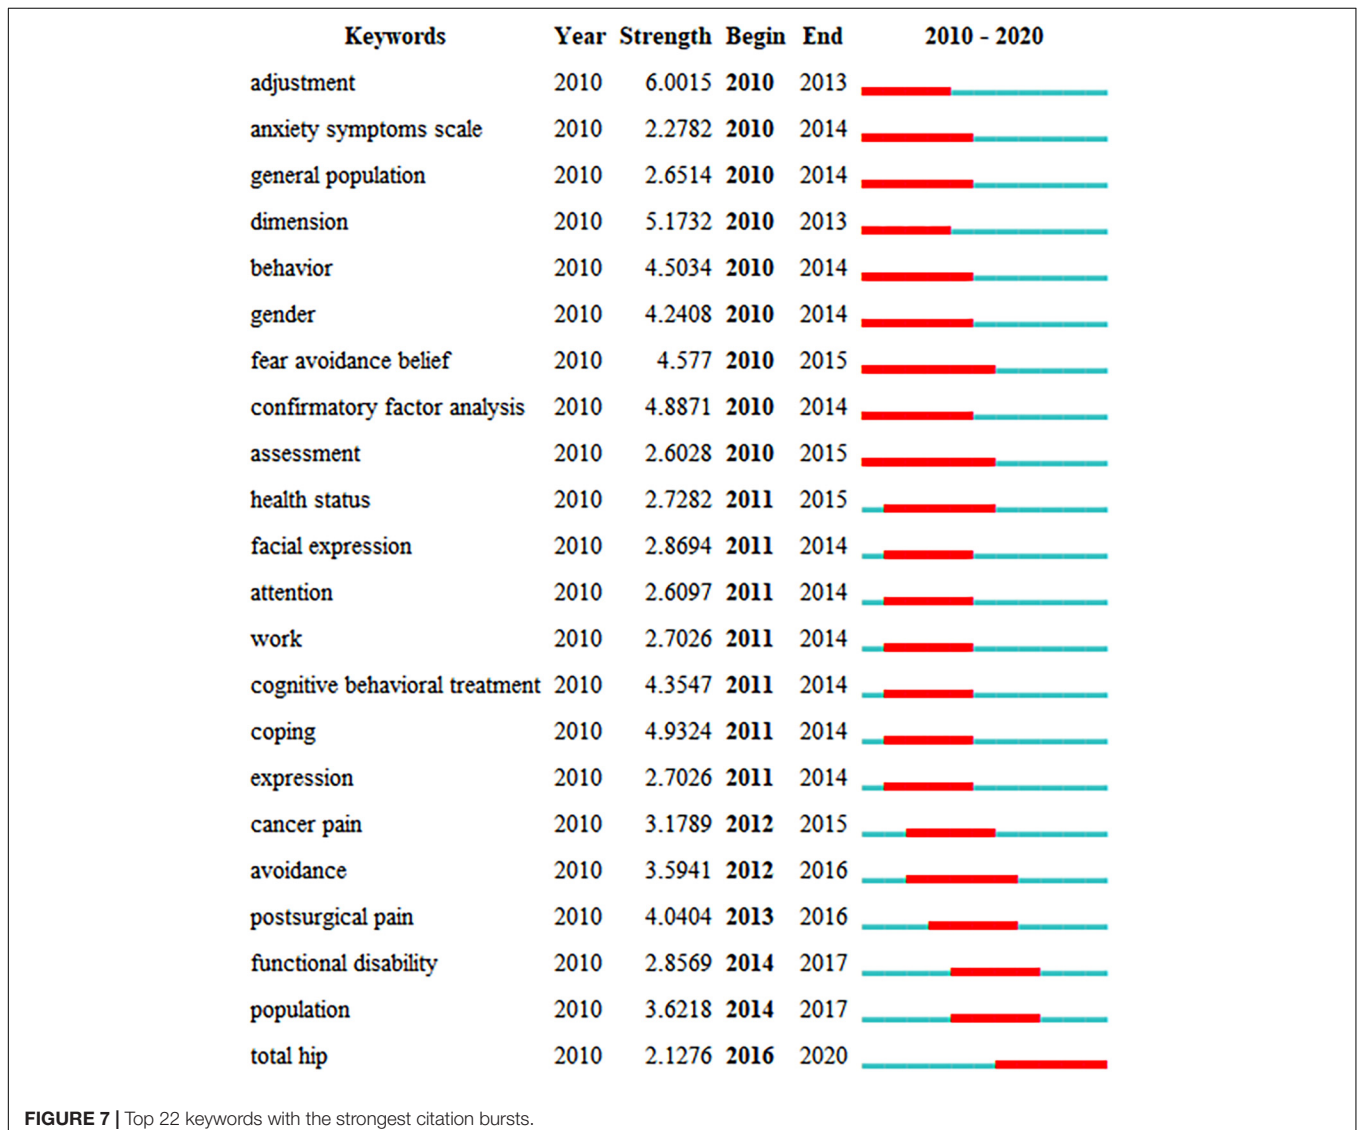 Keywords Year Strength Begin End 2010 - 2020
adjustment 2010 6.0015 2010 2013
anxiety symptoms scale 2010 2.2782 2010 2014
general population 2010 2.6514 2010 2014
dimension 2010 5.1732 2010 2013
behavior 2010 4.5034 2010 2014
gender 2010 4.2408 2010 2014
fear avoidance belief 2010 4.577 2010 2015
confirmatory factor analysis 2010 4.8871 2010 2014
assessment 2010 2.6028 2010 2015
health status 2010 2.7282 2011 2015
facial expression 2010 2.8694 2011 2014
attention 2010 2.6097 2011 2014
work 2010 2.7026 2011 2014
cognitive behavioral treatment 2010 4.3547 2011 2014
coping 2010 4.9324 2011 2014
expression 2010 2.7026 2011 2014
cancer pain 2010 3.1789 2012 2015
avoidance 2010 3.5941 2012 2016
postsurgical pain 2010 4.0404 2013 2016
functional disability 2010 2.8569 2014 2017
population 2010 3.6218 2014 2017
total hip 2010 2.1276 2016 2020
FIGURE 7 | Top 22 keywords with the strongest citation bursts.